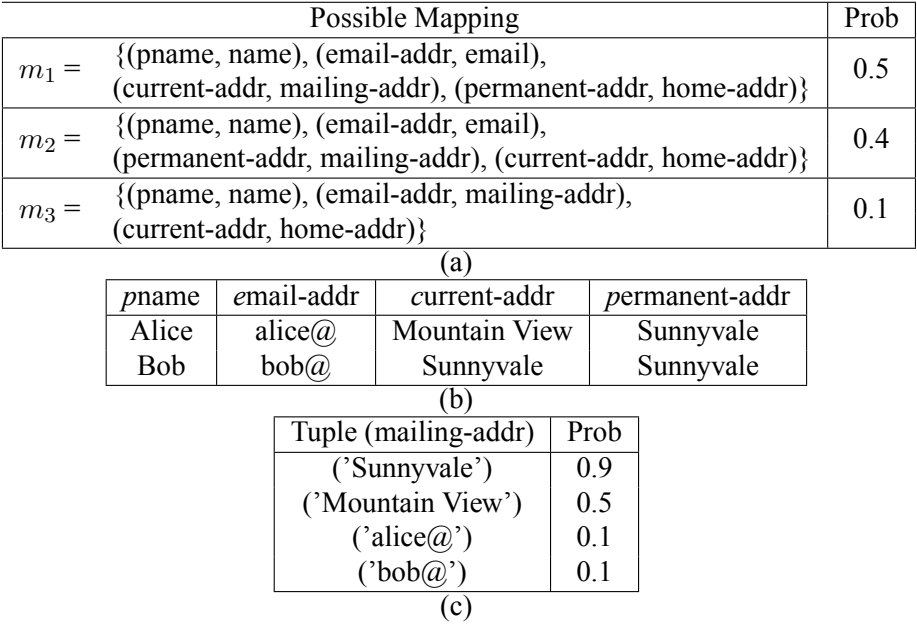 Possible Mapping Prob
m1 = {(pname, name), (email-addr, email),
(current-addr, mailing-addr), (permanent-addr, home-addr)} 0.5
m2 = {(pname, name), (email-addr, email),
(permanent-addr, mailing-addr), (current-addr, home-addr)} 0.4
m3 = {(pname, name), (email-addr, mailing-addr),
(current-addr, home-addr)} 0.1
(a)
pname email-addr current-addr permanent-addr
Alice alice@ Mountain View Sunnyvale
Bob bob@ Sunnyvale Sunnyvale
(b)
Tuple (mailing-addr) Prob
('Sunnyvale') 0.9
('Mountain View') 0.5
('alice@') 0.1
('bob@') 0.1
(c)